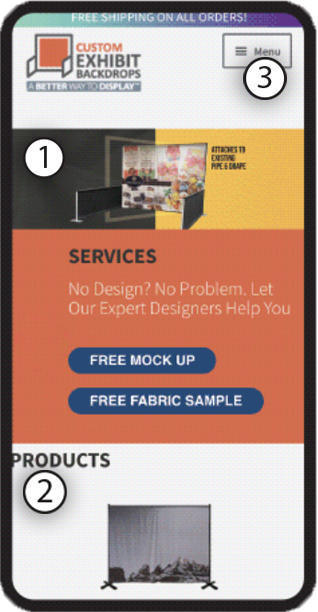 FREE SHIPPING ON ALL ORDERS!
CUSTOM
EXHIBIT
BACKDROPS
A BETTER WAY TO DISPLAY™
Menu
3
1
ATTACHES TO
EXISTING
PIPE & DRAPE
SERVICES
No Design? No Problem. Let
Our Expert Designers Help You
FREE MOCK UP
FREE FABRIC SAMPLE
PRODUCTS
2